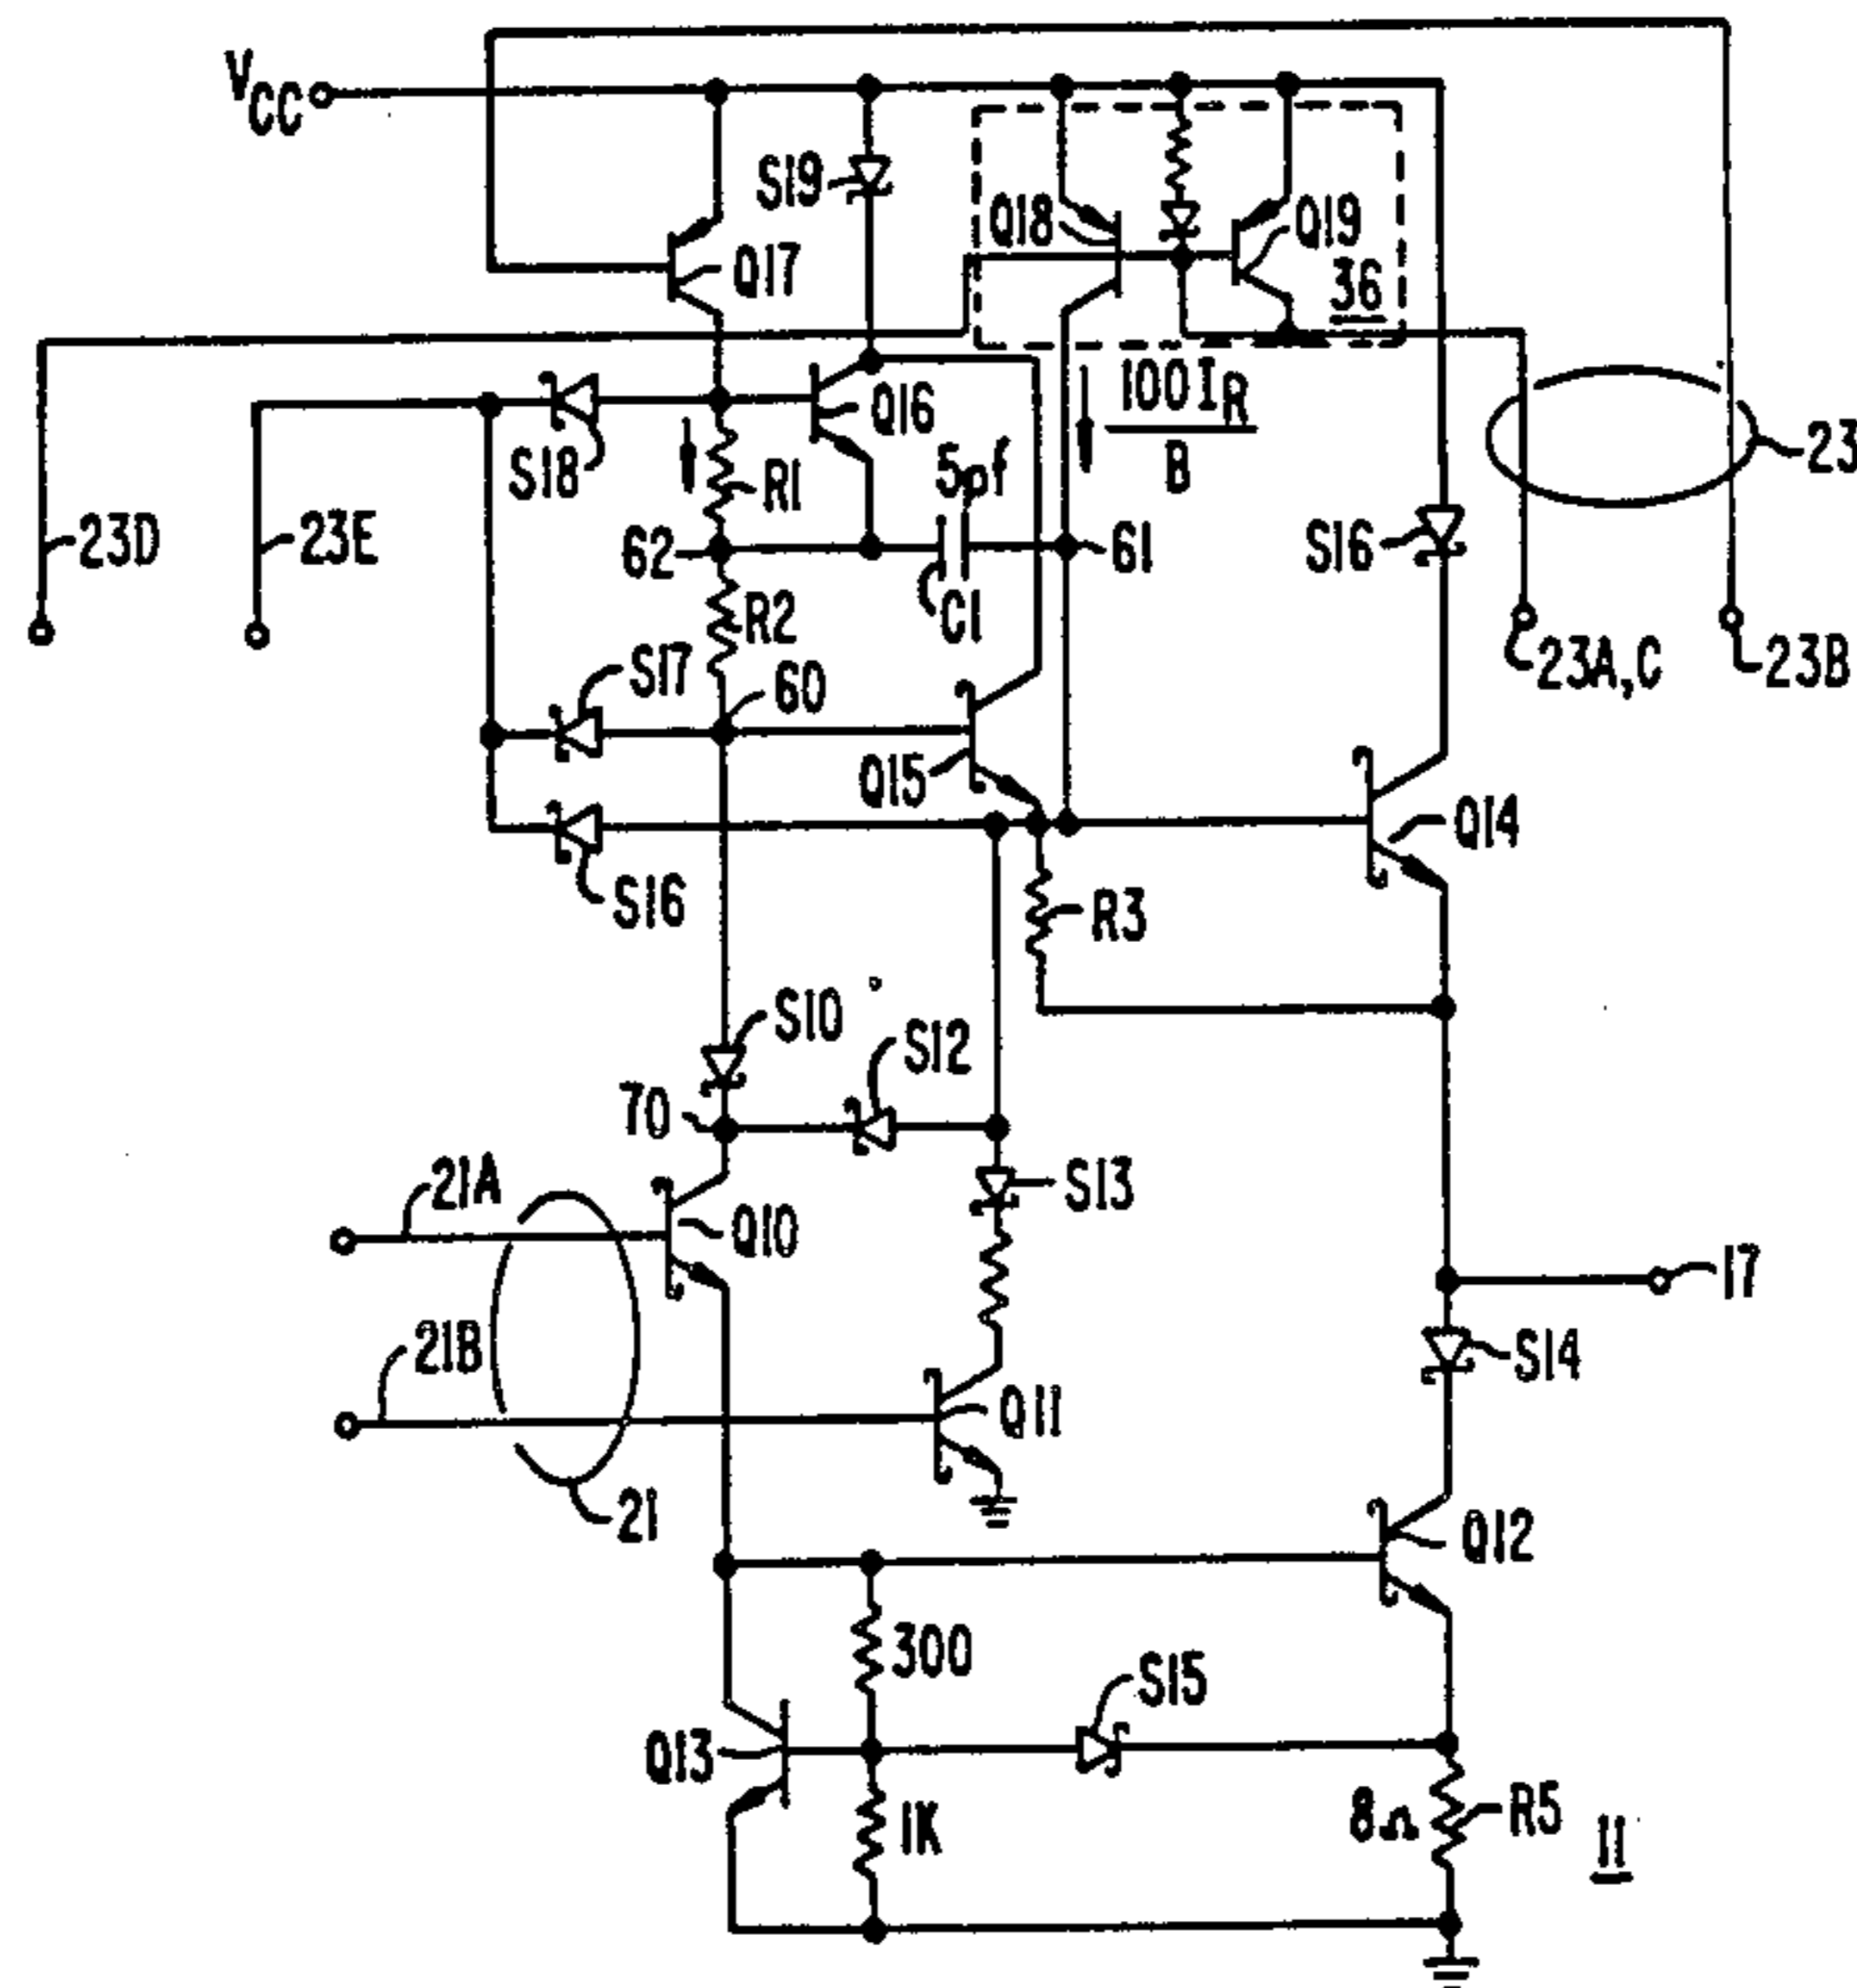 VCC
S19
Q18
Q19
36
Q17
100IR
B
Q16
S18
R1
5pf
23
23D
23E
62
61
S16
C1
R2
23A,C
23B
S17
60
Q15
Q14
S16
R3
S10
S12
70
21A
S13
Q10
17
21B
S14
Q11
21
Q12
300
S15
Q13
1K
8Ω
R5
11